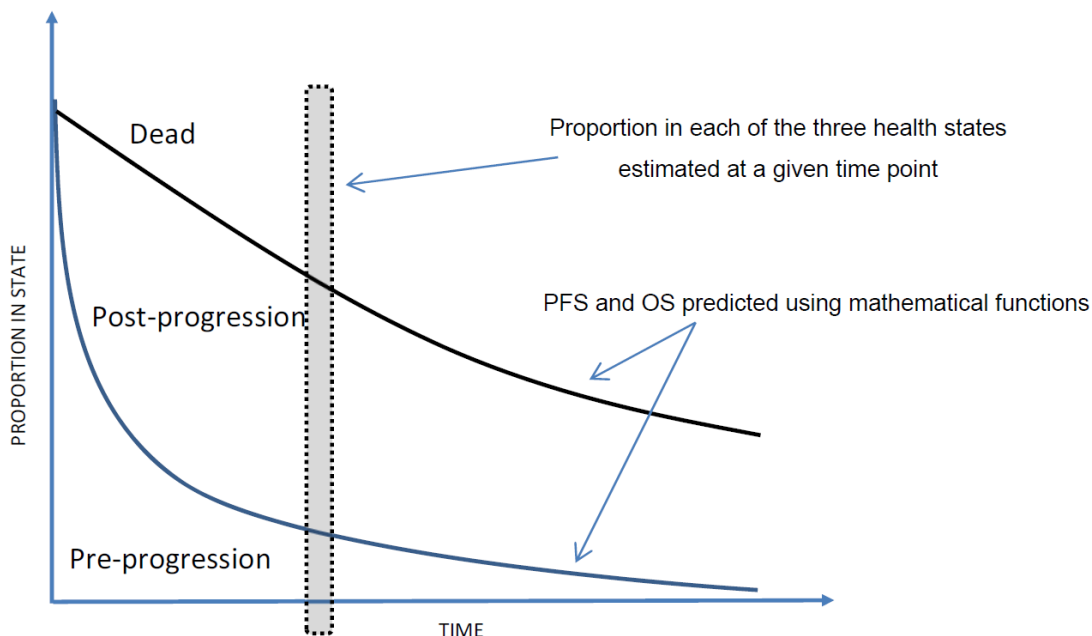 Dead
Proportion in each of the three health states
estimated at a given time point
PROPORTION IN STATE
Post-progression
PFS and OS predicted using mathematical functions
Pre-progression
TIME